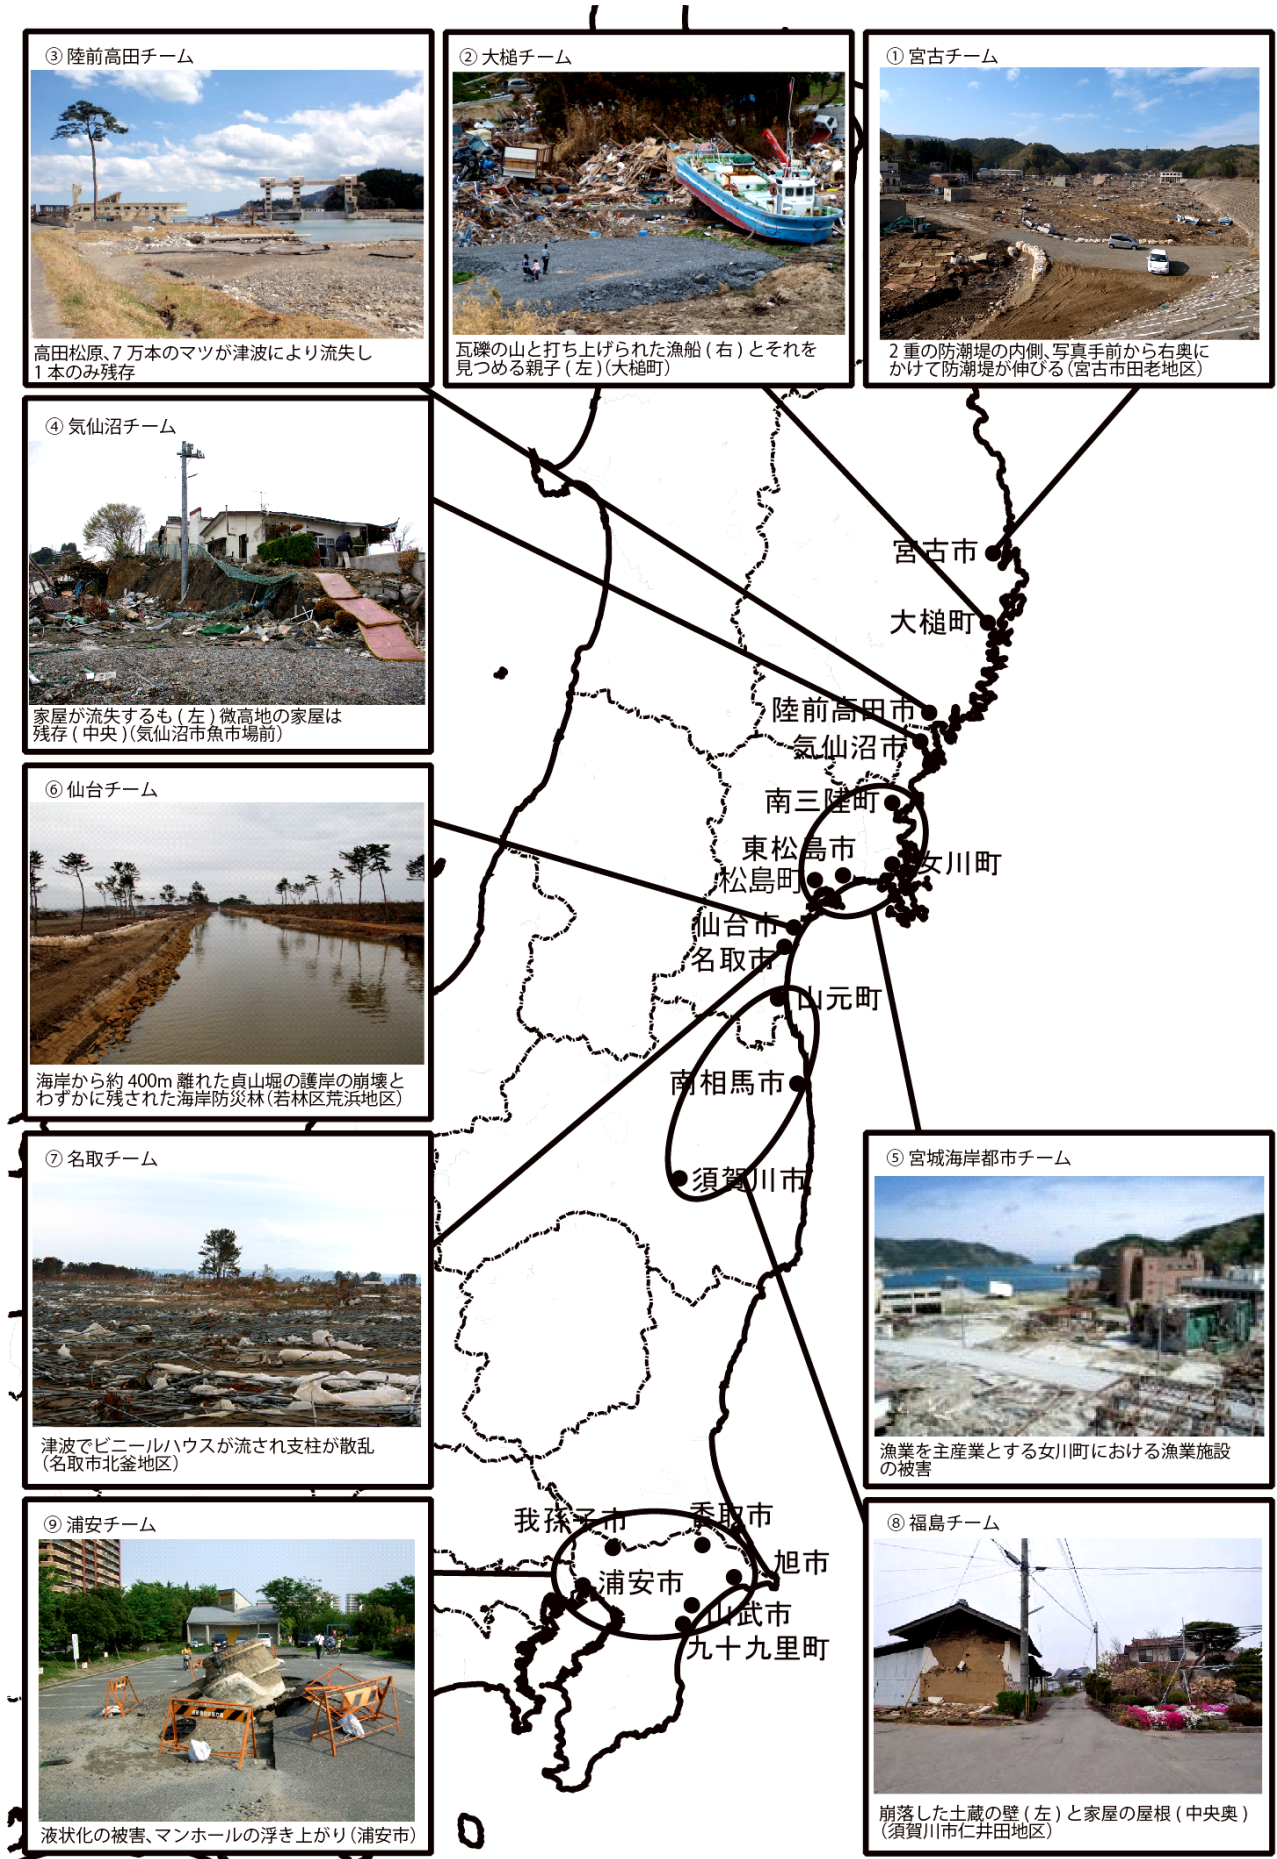 ③ 陸前高田チーム
高田松原、7 万本のマツが津波により流失し
1 本のみ残存
② 大槌チーム
瓦礫の山と打ち上げられた漁船 ( 右 ) とそれを
見つめる親子 ( 左 )（大槌町）
① 宮古チーム
2 重の防潮堤の内側、写真手前から右奥に
かけて防潮堤が伸びる（宮古市田老地区）
④ 気仙沼チーム
家屋が流失するも ( 左 ) 微高地の家屋は
残存 ( 中央 )（気仙沼市魚市場前）
宮古市
大槌町
陸前高田市
気仙沼市
南三陸町
東松島市
女川町
松島町
仙台市
名取市
山元町
南相馬市
須賀川市
⑥ 仙台チーム
海岸から約 400m 離れた貞山堀の護岸の崩壊と
わずかに残された海岸防災林（若林区荒浜地区）
⑦ 名取チーム
津波でビニールハウスが流され支柱が散乱
（名取市北釜地区）
⑤ 宮城海岸都市チーム
漁業を主産業とする女川町における漁業施設
の被害
我孫子市
香取市
旭市
浦安市
山武市
九十九里町
⑨ 浦安チーム
液状化の被害、マンホールの浮き上がり（浦安市）
⑧ 福島チーム
崩落した土蔵の壁 ( 左 ) と家屋の屋根 ( 中央奥 )
（須賀川市仁井田地区）